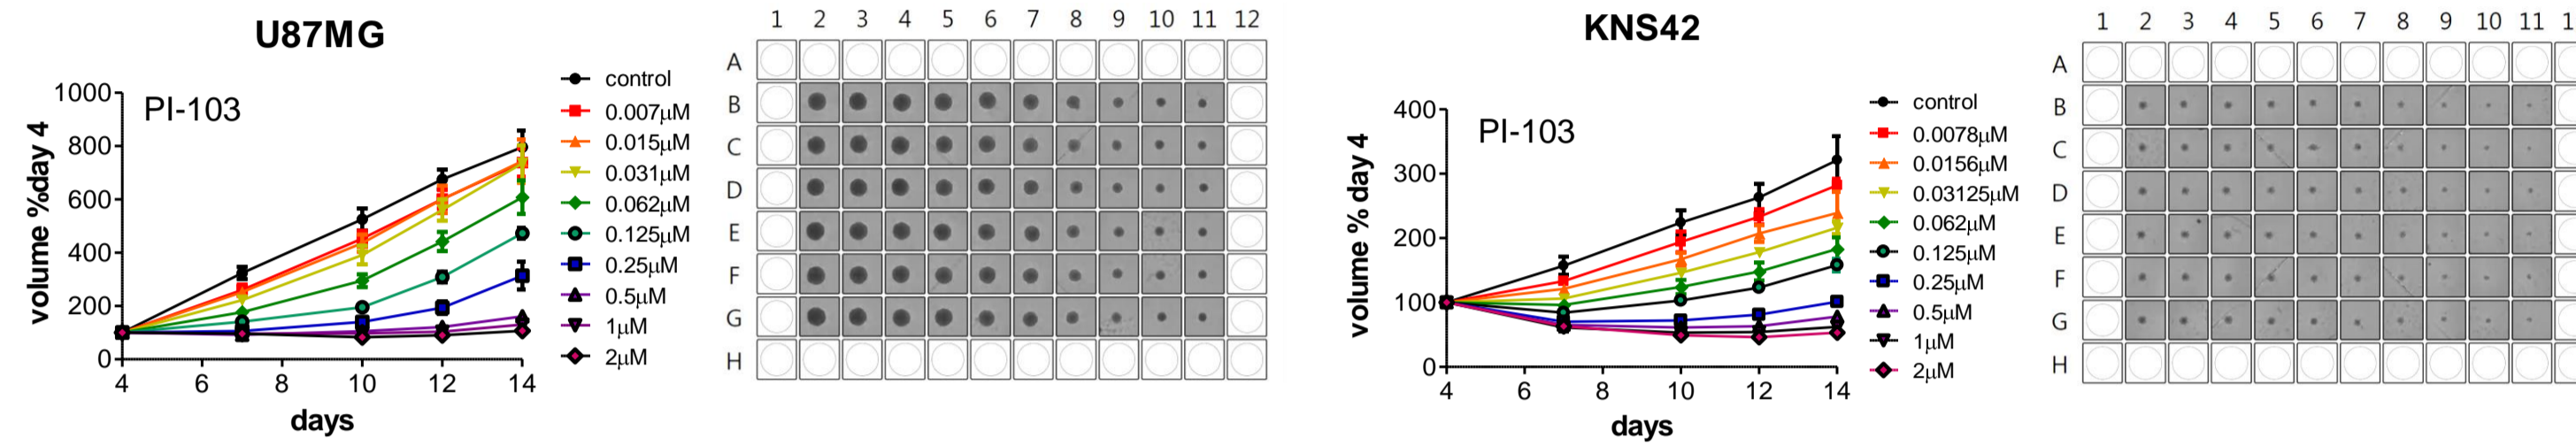 U87MG
PI-103
volume %day 4
1000
800
600
400
200
0
4 6 8 10 12 14
days
control
0.007µM
0.015µM
0.031µM
0.062µM
0.125µM
0.25µM
0.5µM
1µM
2µM
1 2 3 4 5 6 7 8 9 10 11 12
A
B
C
D
E
F
G
H
KNS42
PI-103
volume % day 4
400
300
200
100
0
4 6 8 10 12 14
days
control
0.0078µM
0.0156µM
0.03125µM
0.062µM
0.125µM
0.25µM
0.5µM
1µM
2µM
1 2 3 4 5 6 7 8 9 10 11 1
A
B
C
D
E
F
G
H